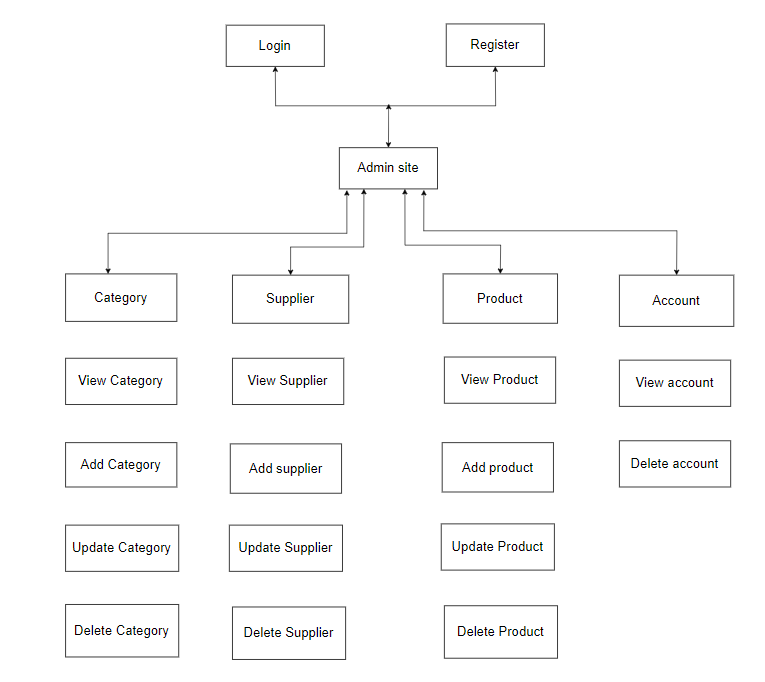 Login
Register
Admin site
Category
Supplier
Product
Account
View Category
View Supplier
View Product
View account
Add Category
Add supplier
Add product
Delete account
Update Category
Update Supplier
Update Product
Delete Category
Delete Supplier
Delete Product